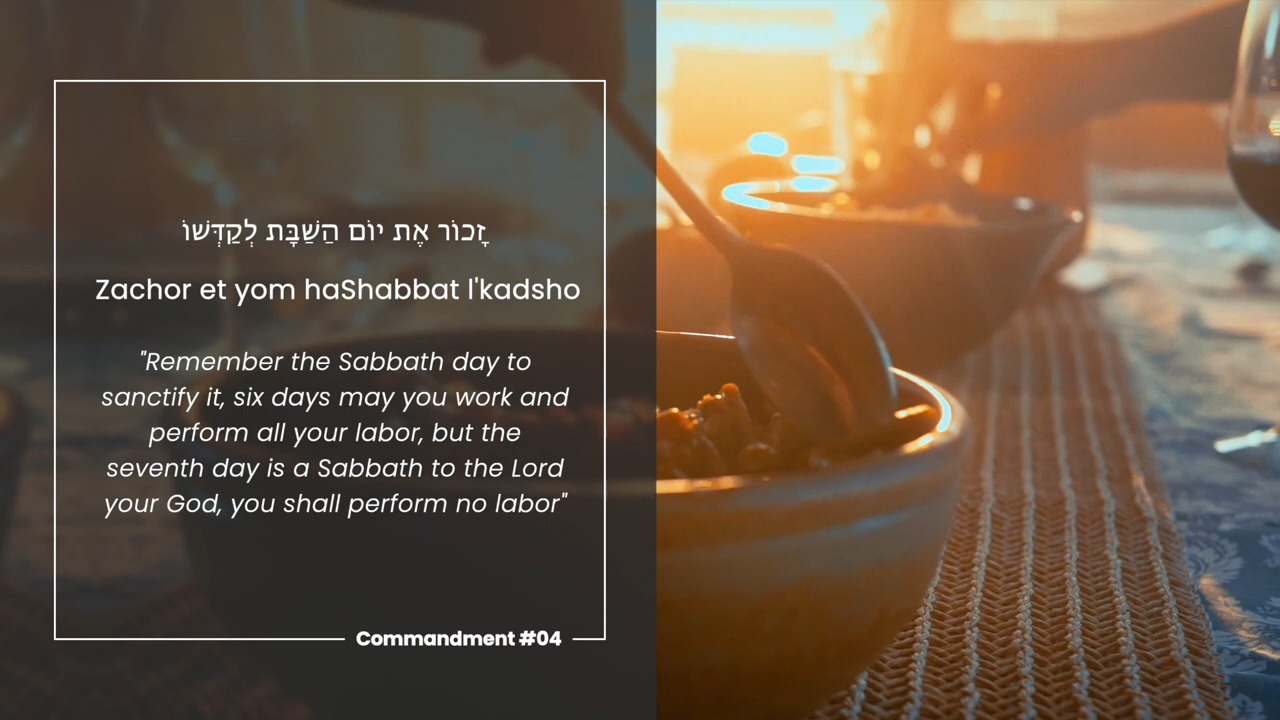 זָכוֹר אֶת יוֹם הַשַּׁבָּת לְקַדְּשׁוֹ
Zachor et yom haShabbat l'kadsho
"Remember the Sabbath day to
sanctify it, six days may you work and
perform all your labor, but the
seventh day is a Sabbath to the Lord
your God, you shall perform no labor"
Commandment #04